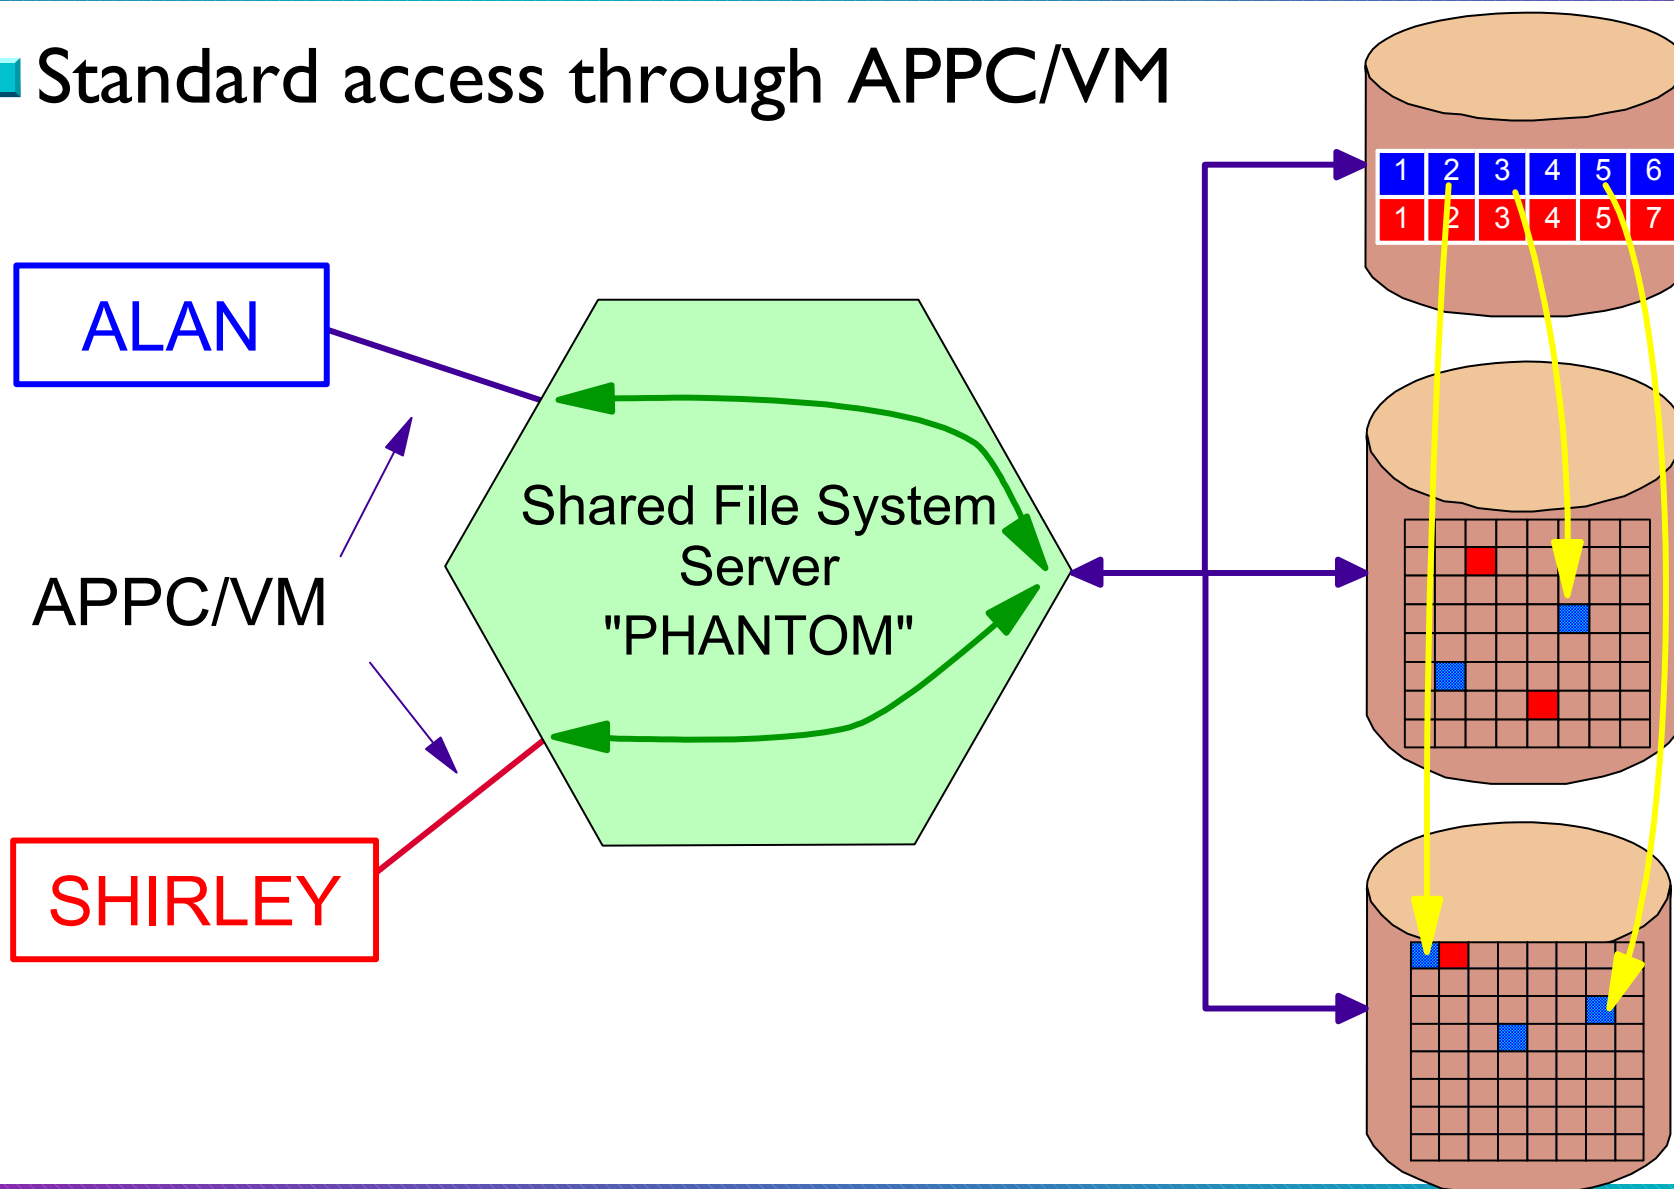 Standard access through APPC/VM
1 2 3 4 5 6
1 2 3 4 5 7
ALAN
Shared File System
Server
"PHANTOM"
APPC/VM
SHIRLEY